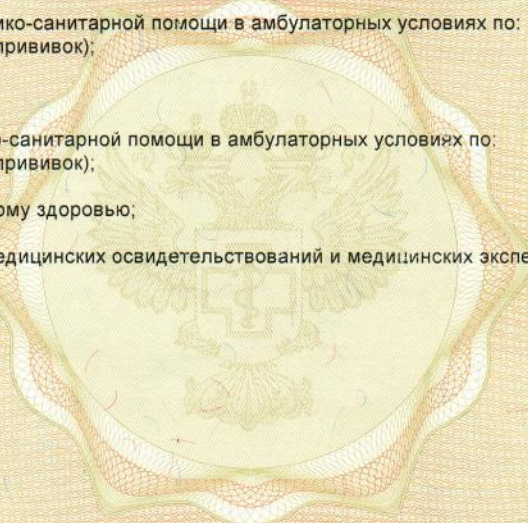 ико-санитарной помощи в амбулаторных условиях по:
прививок);
о-санитарной помощи в амбулаторных условиях по:
прививок);
ому здоровью;
едицинских освидетельствований и медицинских экспе